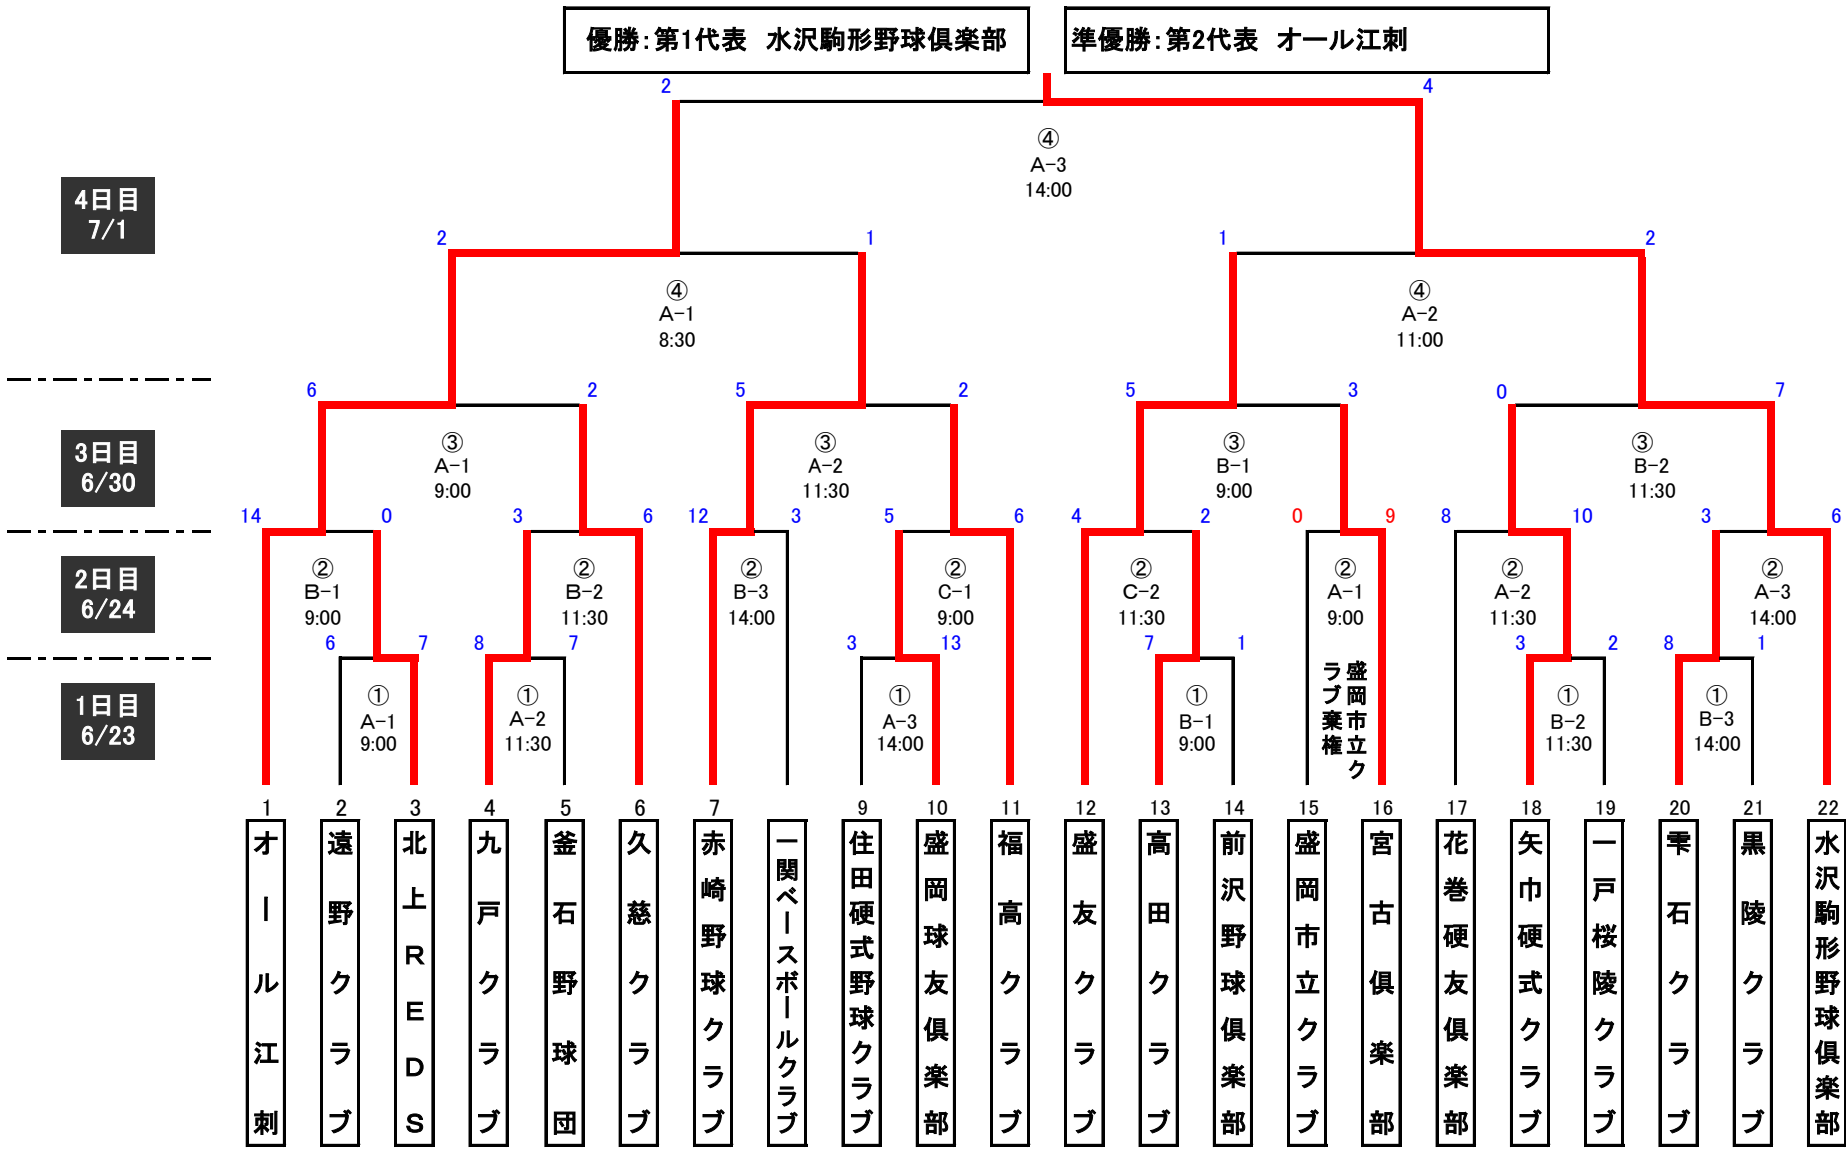 優勝：第1代表　水沢駒形野球倶楽部
準優勝：第2代表　オール江刺
2
4
④
A-3
14:00
4日目
7/1
2
1
1
2
④
A-1
8:30
④
A-2
11:00
6
2
5
2
5
3
0
7
3日目
6/30
③
A-1
9:00
③
A-2
11:30
③
B-1
9:00
③
B-2
11:30
14
0
3
6
12
3
5
6
4
2
0
9
8
10
3
6
2日目
6/24
②
B-1
9:00
②
B-2
11:30
②
B-3
14:00
②
C-1
9:00
②
C-2
11:30
②
A-1
9:00
②
A-2
11:30
②
A-3
14:00
6
7
8
7
3
13
7
1
3
2
8
1
1日目
6/23
①
A-1
9:00
①
A-2
11:30
①
A-3
14:00
①
B-1
9:00
盛岡市立ク
ラブ棄権
①
B-2
11:30
①
B-3
14:00
1
2
3
4
5
6
7
9
10
11
12
13
14
15
16
17
18
19
20
21
22
オール江刺
遠野クラブ
北上REDS
九戸クラブ
釜石野球団
久慈クラブ
赤崎野球クラブ
一関ベースボールクラブ
住田硬式野球クラブ
盛岡球友倶楽部
福高クラブ
盛友クラブ
高田クラブ
前沢野球倶楽部
盛岡市立クラブ
宮古倶楽部
花巻硬友倶楽部
矢巾硬式クラブ
一戸桜陵クラブ
雫石クラブ
黒陵クラブ
水沢駒形野球倶楽部